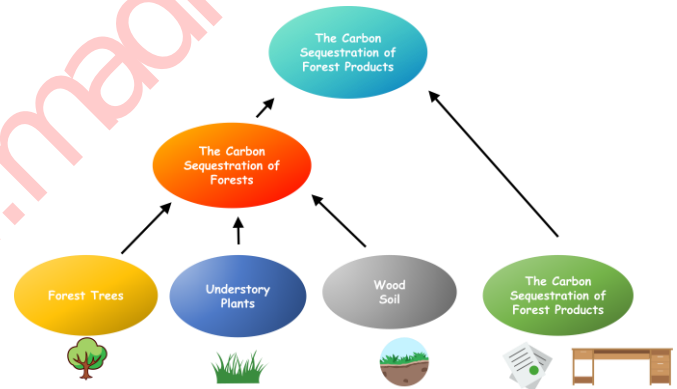 The Carbon
Sequestration of
Forest Products
The Carbon
Sequestration of
Forests
Forest Trees
Understory
Plants
Wood
Soil
The Carbon
Sequestration of
Forest Products